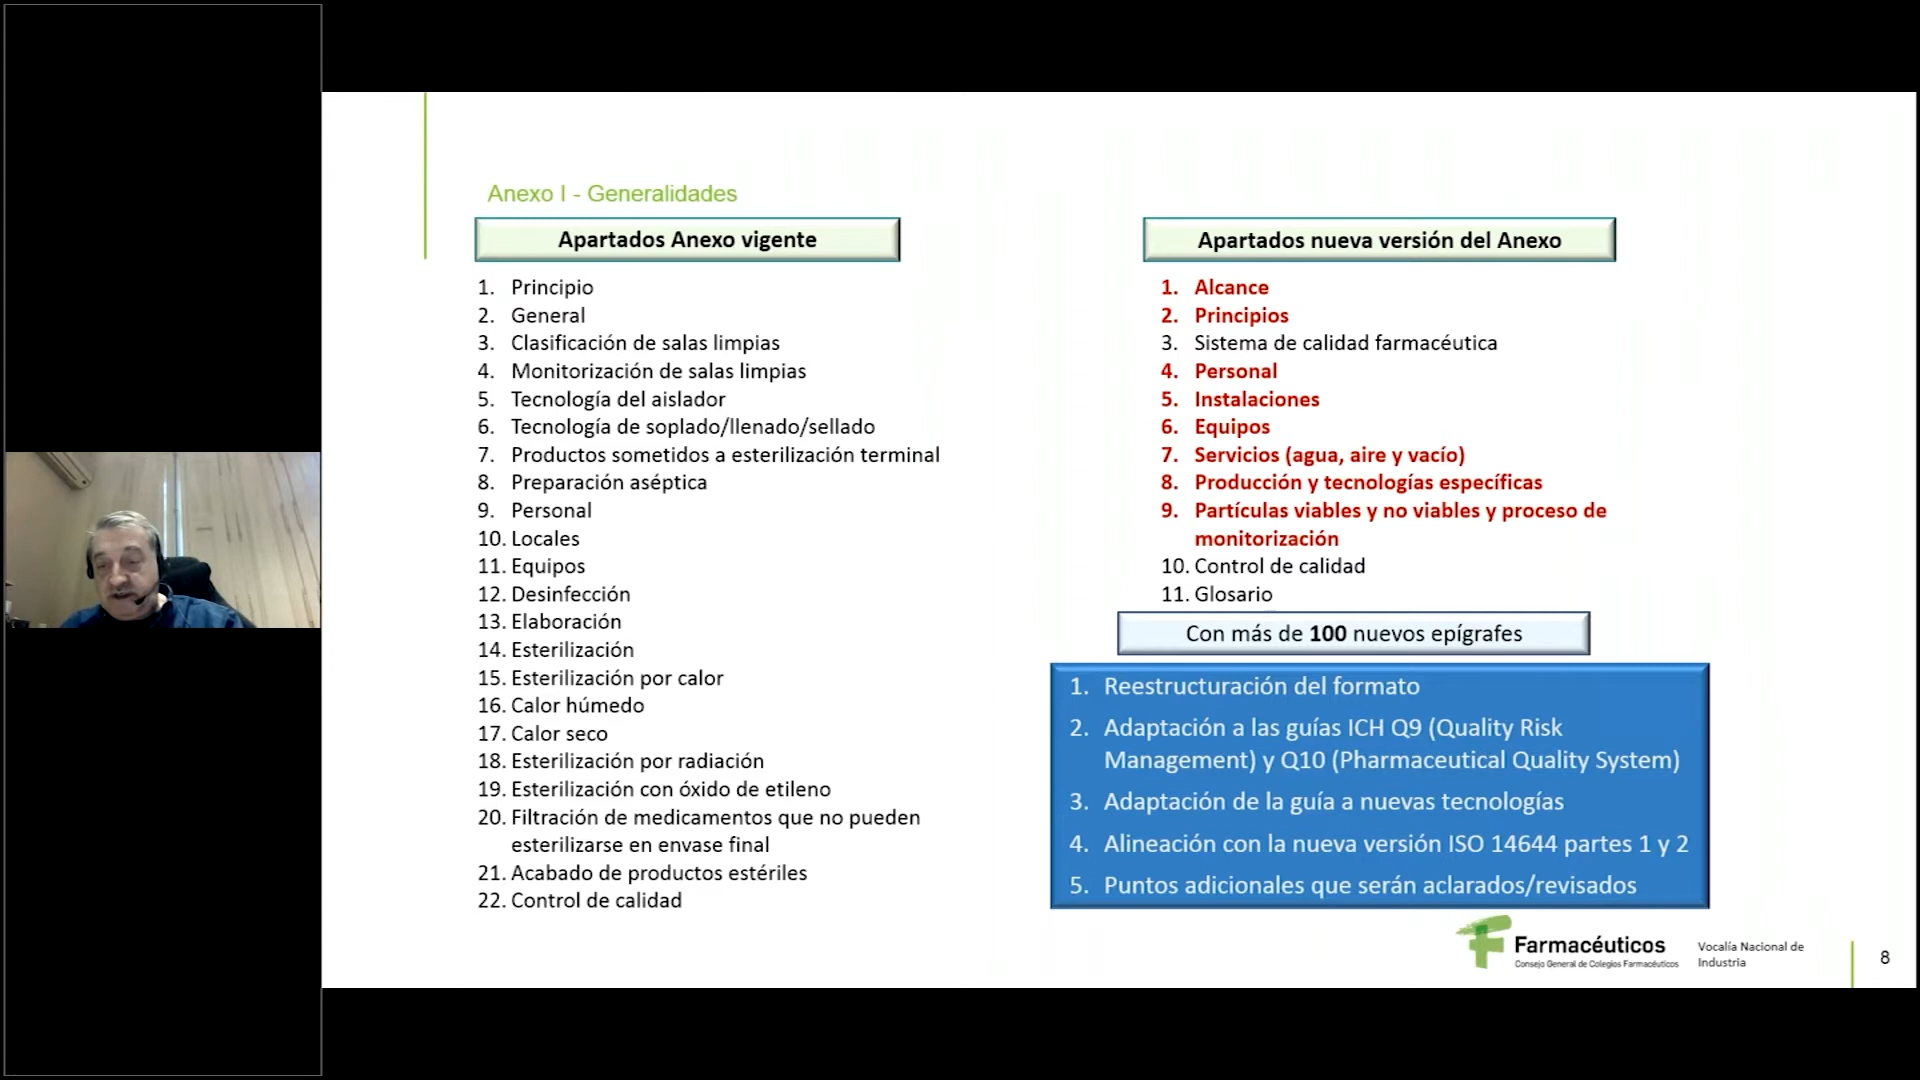 Anexo I - Generalidades
Apartados Anexo vigente
1. Principio
2. General
3. Clasificación de salas limpias
4. Monitorización de salas limpias
5. Tecnología del aislador
6. Tecnología de soplado/llenado/sellado
7. Productos sometidos a esterilización terminal
8. Preparación aséptica
9. Personal
10. Locales
11. Equipos
12. Desinfección
13. Elaboración
14. Esterilización
15. Esterilización por calor
16. Calor húmedo
17. Calor seco
18. Esterilización por radiación
19. Esterilización con óxido de etileno
20. Filtración de medicamentos que no pueden
esterilizarse en envase final
21. Acabado de productos estériles
22. Control de calidad
Apartados nueva versión del Anexo
1. Alcance
2. Principios
3. Sistema de calidad farmacéutica
4. Personal
5. Instalaciones
6. Equipos
7. Servicios (agua, aire y vacío)
8. Producción y tecnologías específicas
9. Partículas viables y no viables y proceso de
monitorización
10. Control de calidad
11. Glosario
Con más de 100 nuevos epígrafes
1. Reestructuración del formato
2. Adaptación a las guías ICH Q9 (Quality Risk
Management) y Q10 (Pharmaceutical Quality System)
3. Adaptación de la guía a nuevas tecnologías
4. Alineación con la nueva versión ISO 14644 partes 1 y 2
5. Puntos adicionales que serán aclarados/revisados
Farmacéuticos
Consejo General de Colegios Farmacéuticos
Vocalía Nacional de
Industria
8